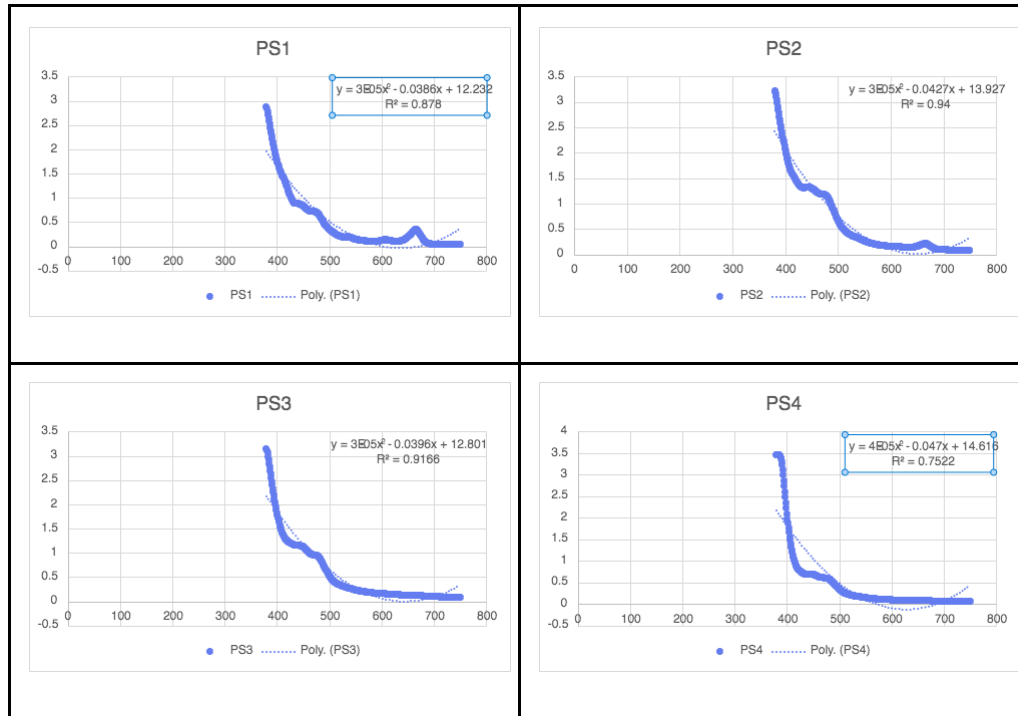 PS1
3.5
3
2.5
2
1.5
1
0.5
0
-0.5
0 100 200 300 400 500 600 700 800
y = 3E-05x² - 0.0386x + 12.232
R² = 0.878
PS1 Poly. (PS1)
PS2
3.5
3
2.5
2
1.5
1
0.5
0
0 100 200 300 400 500 600 700 800
y = 3E-05x² - 0.0427x + 13.927
R² = 0.94
PS2 Poly. (PS2)
PS3
3.5
3
2.5
2
1.5
1
0.5
0
-0.5
0 100 200 300 400 500 600 700 800
y = 3E-05x² - 0.0396x + 12.801
R² = 0.9166
PS3 Poly. (PS3)
PS4
4
3.5
3
2.5
2
1.5
1
0.5
0
-0.5
0 100 200 300 400 500 600 700 800
y = 4E-05x² - 0.047x + 14.616
R² = 0.7522
PS4 Poly. (PS4)